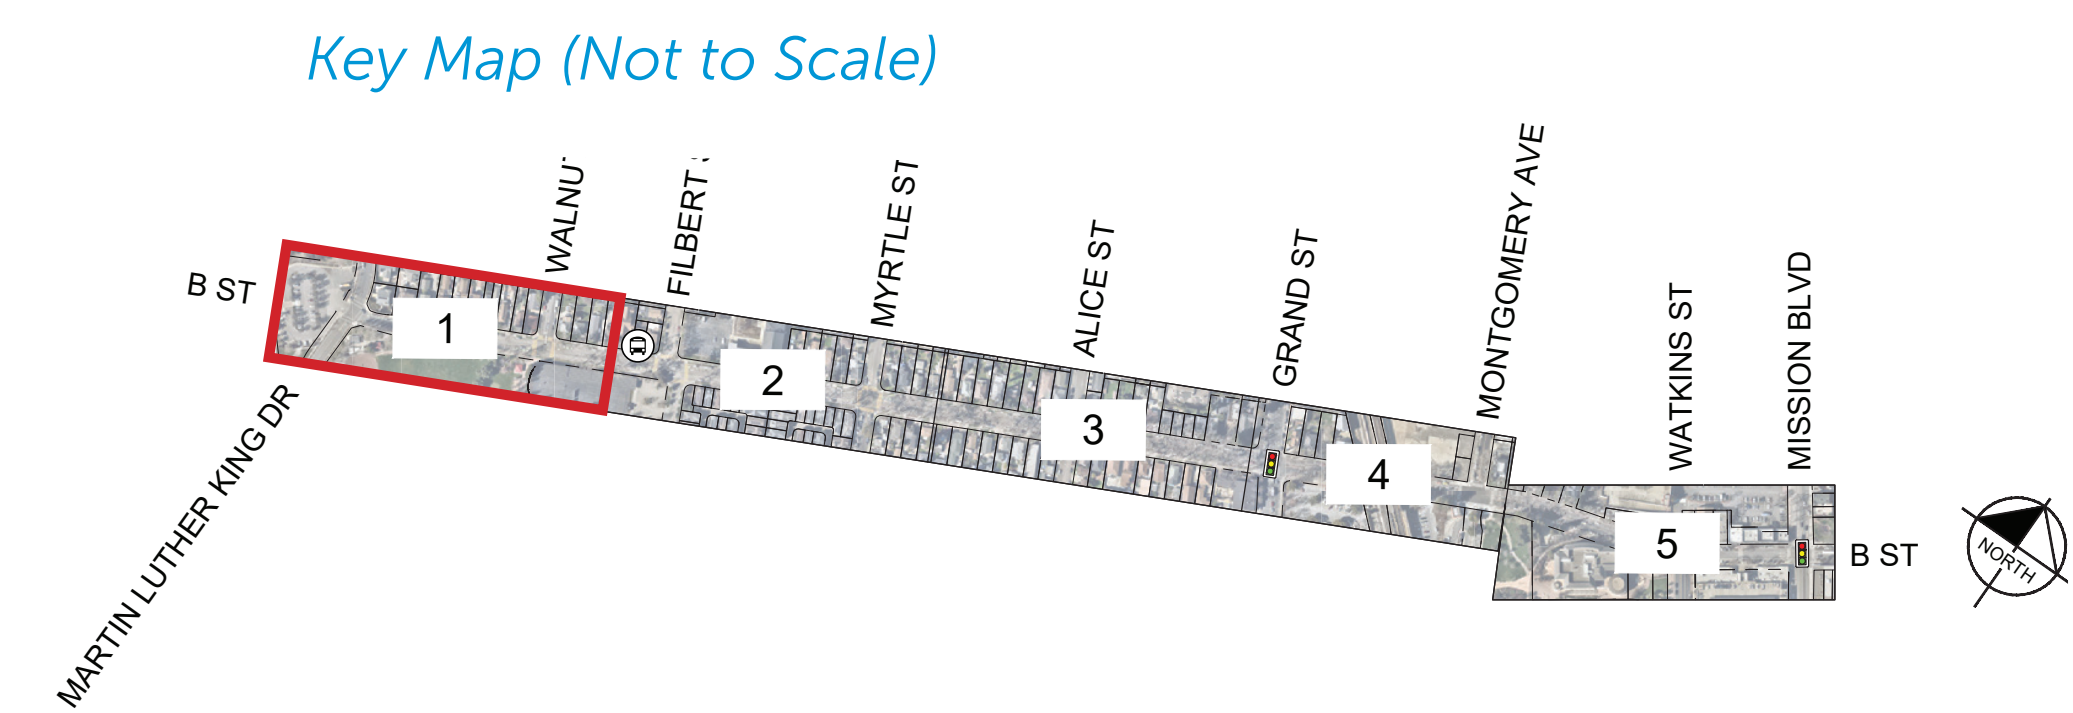 Key Map (Not to Scale)
B ST
MARTIN LUTHER KING DR
WALNUT
FILBERT S
MYRTLE ST
ALICE ST
GRAND ST
MONTGOMERY AVE
WATKINS ST
MISSION BLVD
1
2
3
4
5
B ST
NORTH